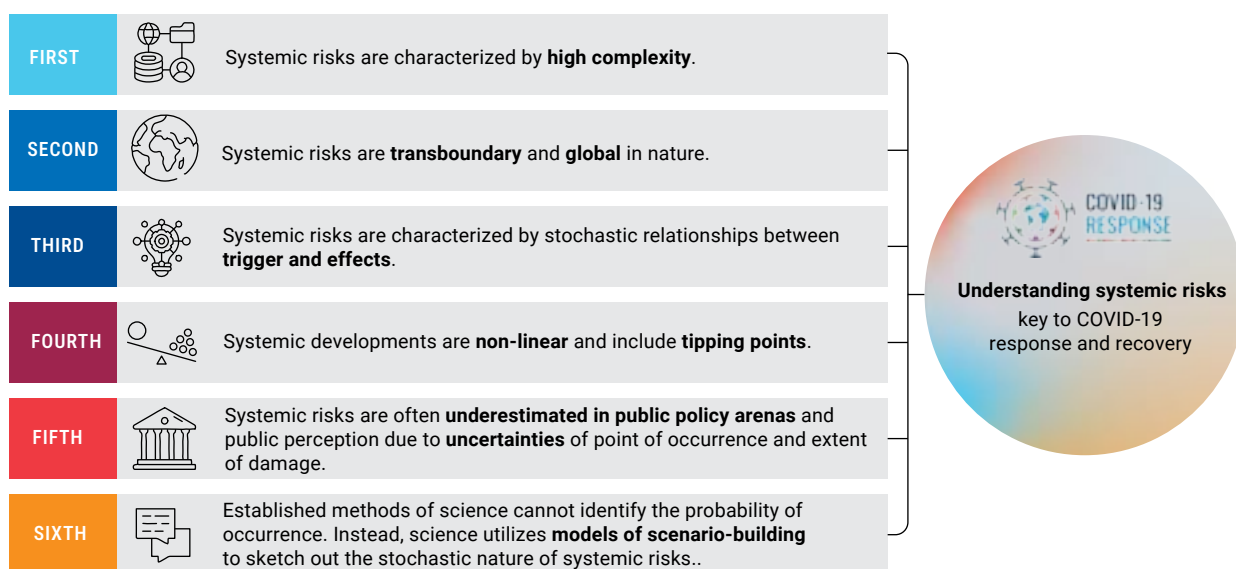 FIRST
Systemic risks are characterized by high complexity.
SECOND
Systemic risks are transboundary and global in nature.
THIRD
Systemic risks are characterized by stochastic relationships between
trigger and effects.
FOURTH
Systemic developments are non-linear and include tipping points.
FIFTH
Systemic risks are often underestimated in public policy arenas and
public perception due to uncertainties of point of occurrence and extent
of damage.
SIXTH
Established methods of science cannot identify the probability of
occurrence. Instead, science utilizes models of scenario-building
to sketch out the stochastic nature of systemic risks..
COVID-19
RESPONSE
Understanding systemic risks
key to COVID-19
response and recovery